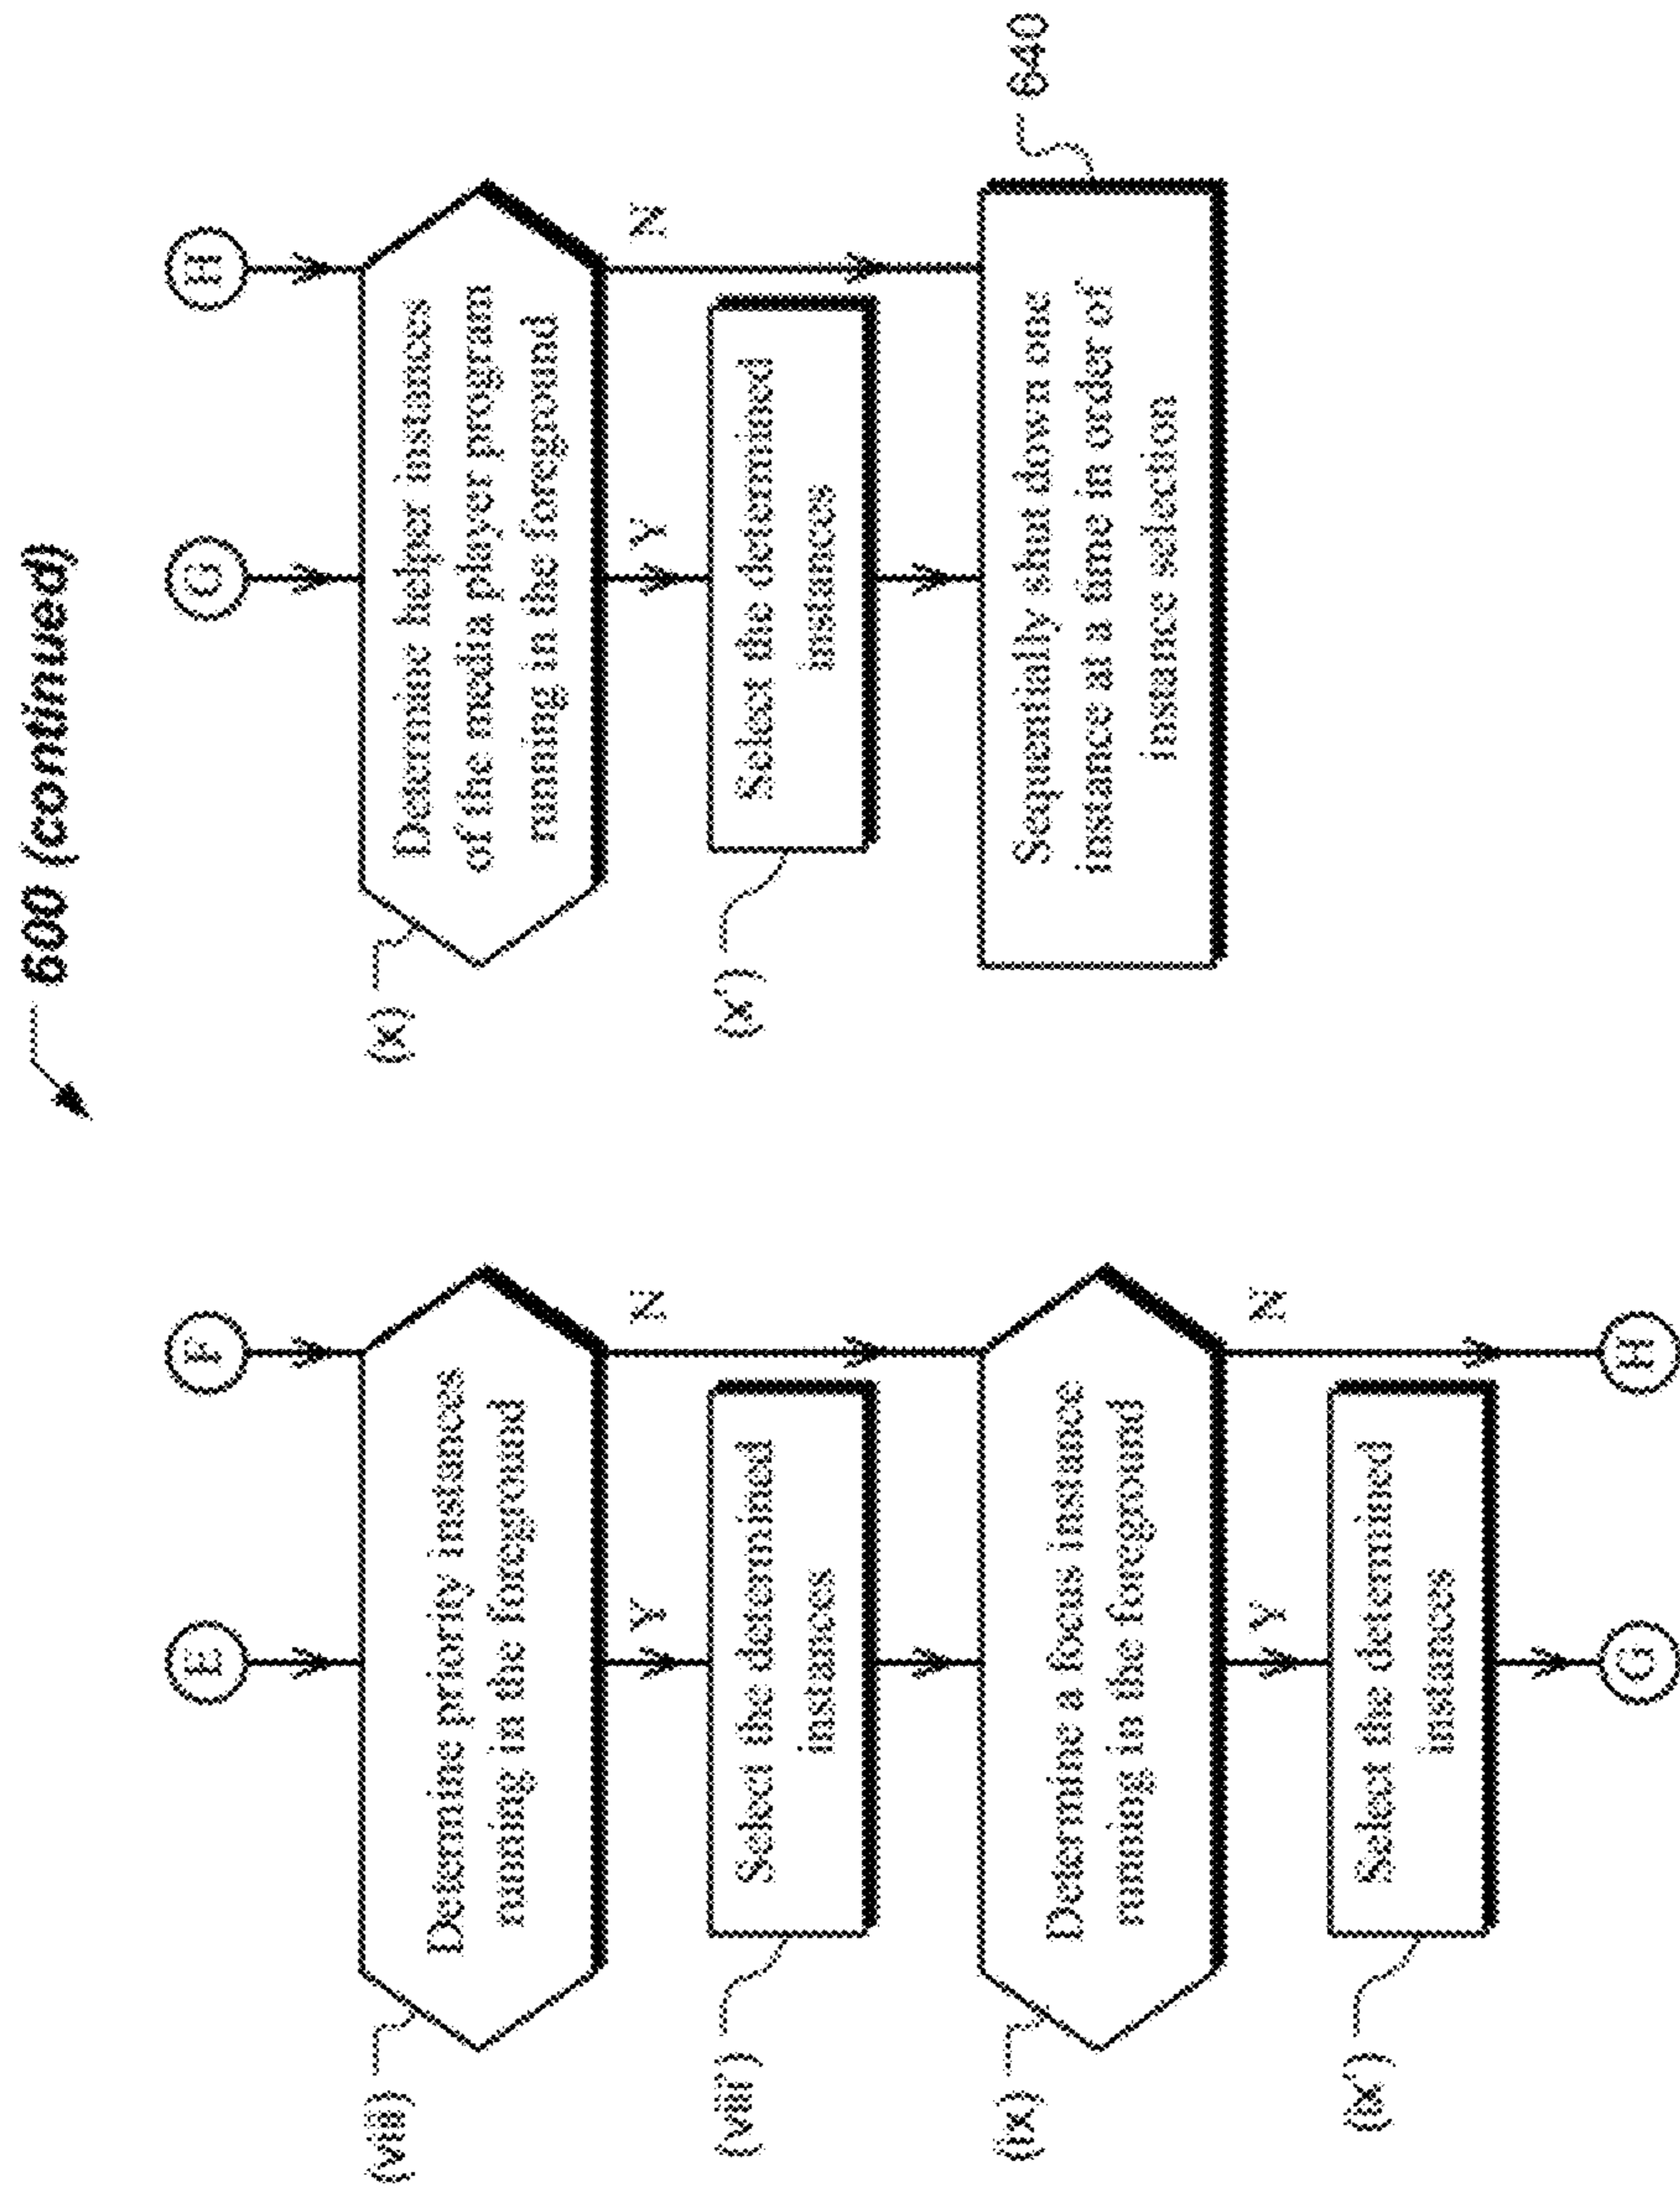 600 (continued)
E
F
(viii)
Determine priority instances
running in the foreground
Y
N
(viii')
Select the determined
instances
(ix)
Determine a focus instance
running in the foreground
Y
N
(ix')
Select the determined
instances
G
H
G
H
(x)
Determine helper instances
of the media player program
running in the foreground
Y
N
(x')
Select the determined
instances
Sequentially shut down one
instance at a time in order of
instance selection
640